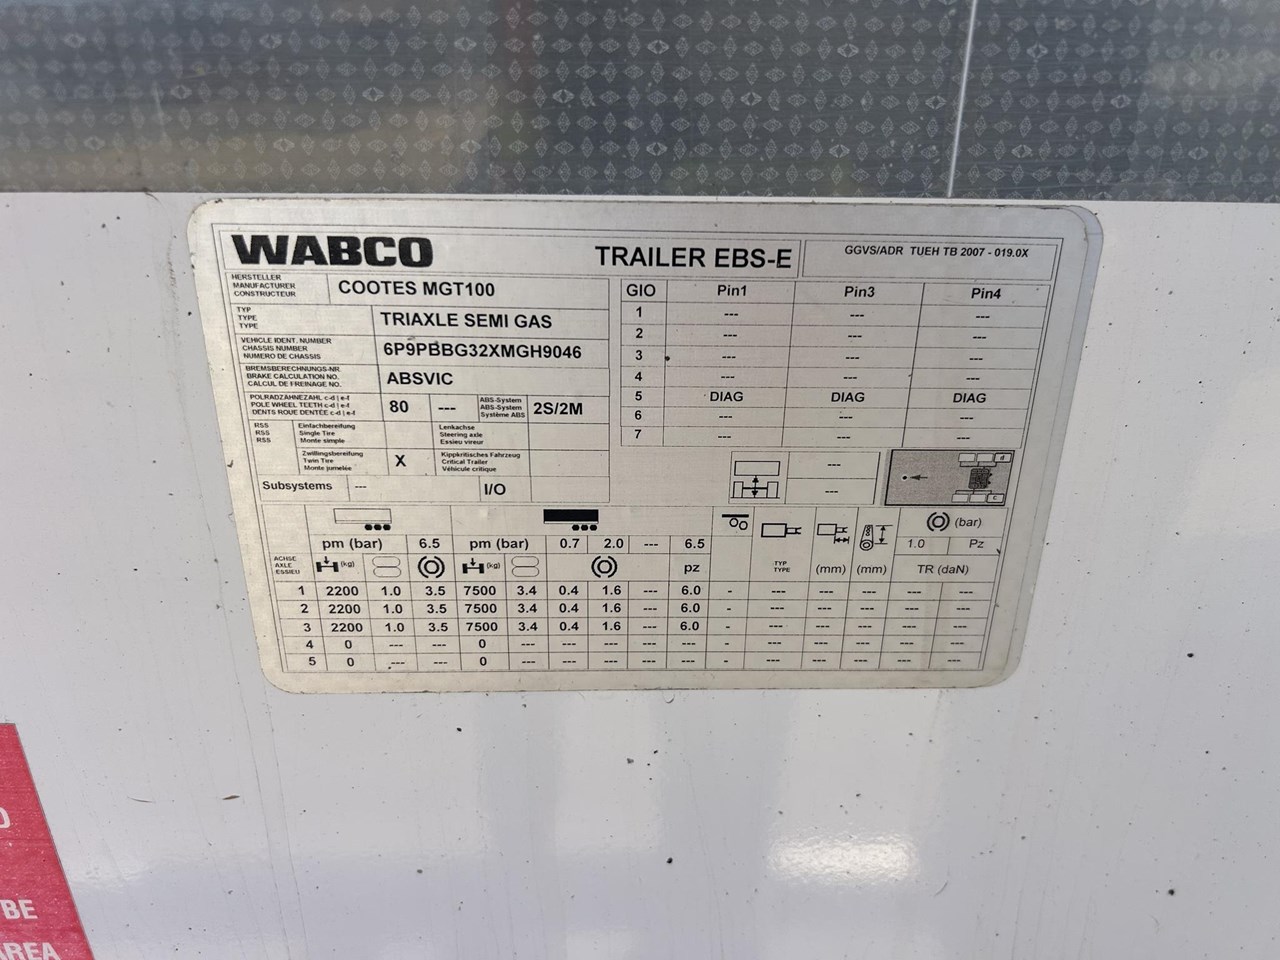 WABCO
TRAILER EBS-E
GGVS/ADR TUEH TB 2007 - 019.0X
HERSTELLER
MANUFACTURER
CONSTRUCTEUR
COOTES MGT100
TYP
TYPE
TYPE
TRIAXLE SEMI GAS
VEHICLE IDENT. NUMBER
CHASSIS NUMBER
NUMERO DE CHASSIS
6P9PBBG32XMGH9046
BREMSBERECHNUNGS-NR.
BRAKE CALCULATION NO.
CALCUL DE FREINAGE NO.
ABSVIC
POLRADZÄHNEZAHL c-d | e-f
POLE WHEEL TEETH c-d | e-f
DENTS ROUE DENTÉE c-d | e-f
80 ---
ABS-System
ABS-System
Système ABS
2S/2M
RSS
RSS
RSS
Einfachbereifung
Single Tire
Monte simple
Lenkachse
Steering axle
Essieu vireur
Zwillingsbereifung
Twin Tire
Monte jumelée
X
Kippkritisches Fahrzeug
Critical Trailer
Véhicule critique
Subsystems --- I/O
GIO Pin1 Pin3 Pin4
1 --- --- ---
2 --- --- ---
3 --- --- ---
4 --- --- ---
5 DIAG DIAG DIAG
6 --- --- ---
7 --- --- ---
---
---
d
c
pm (bar) 6.5 pm (bar) 0.7 2.0 --- 6.5
(bar)
1.0 Pz
ACHSE
AXLE
ESSIEU
(kg) (kg) pz
TYP
TYPE
(mm) (mm) TR (daN)
1 2200 1.0 3.5 7500 3.4 0.4 1.6 --- 6.0 - --- --- --- --- ---
2 2200 1.0 3.5 7500 3.4 0.4 1.6 --- 6.0 - --- --- --- --- ---
3 2200 1.0 3.5 7500 3.4 0.4 1.6 --- 6.0 - --- --- --- --- ---
4 0 --- --- 0 --- --- --- --- --- - --- --- --- --- ---
5 0 --- --- 0 --- --- --- --- --- - --- --- --- --- ---
BE
AREA